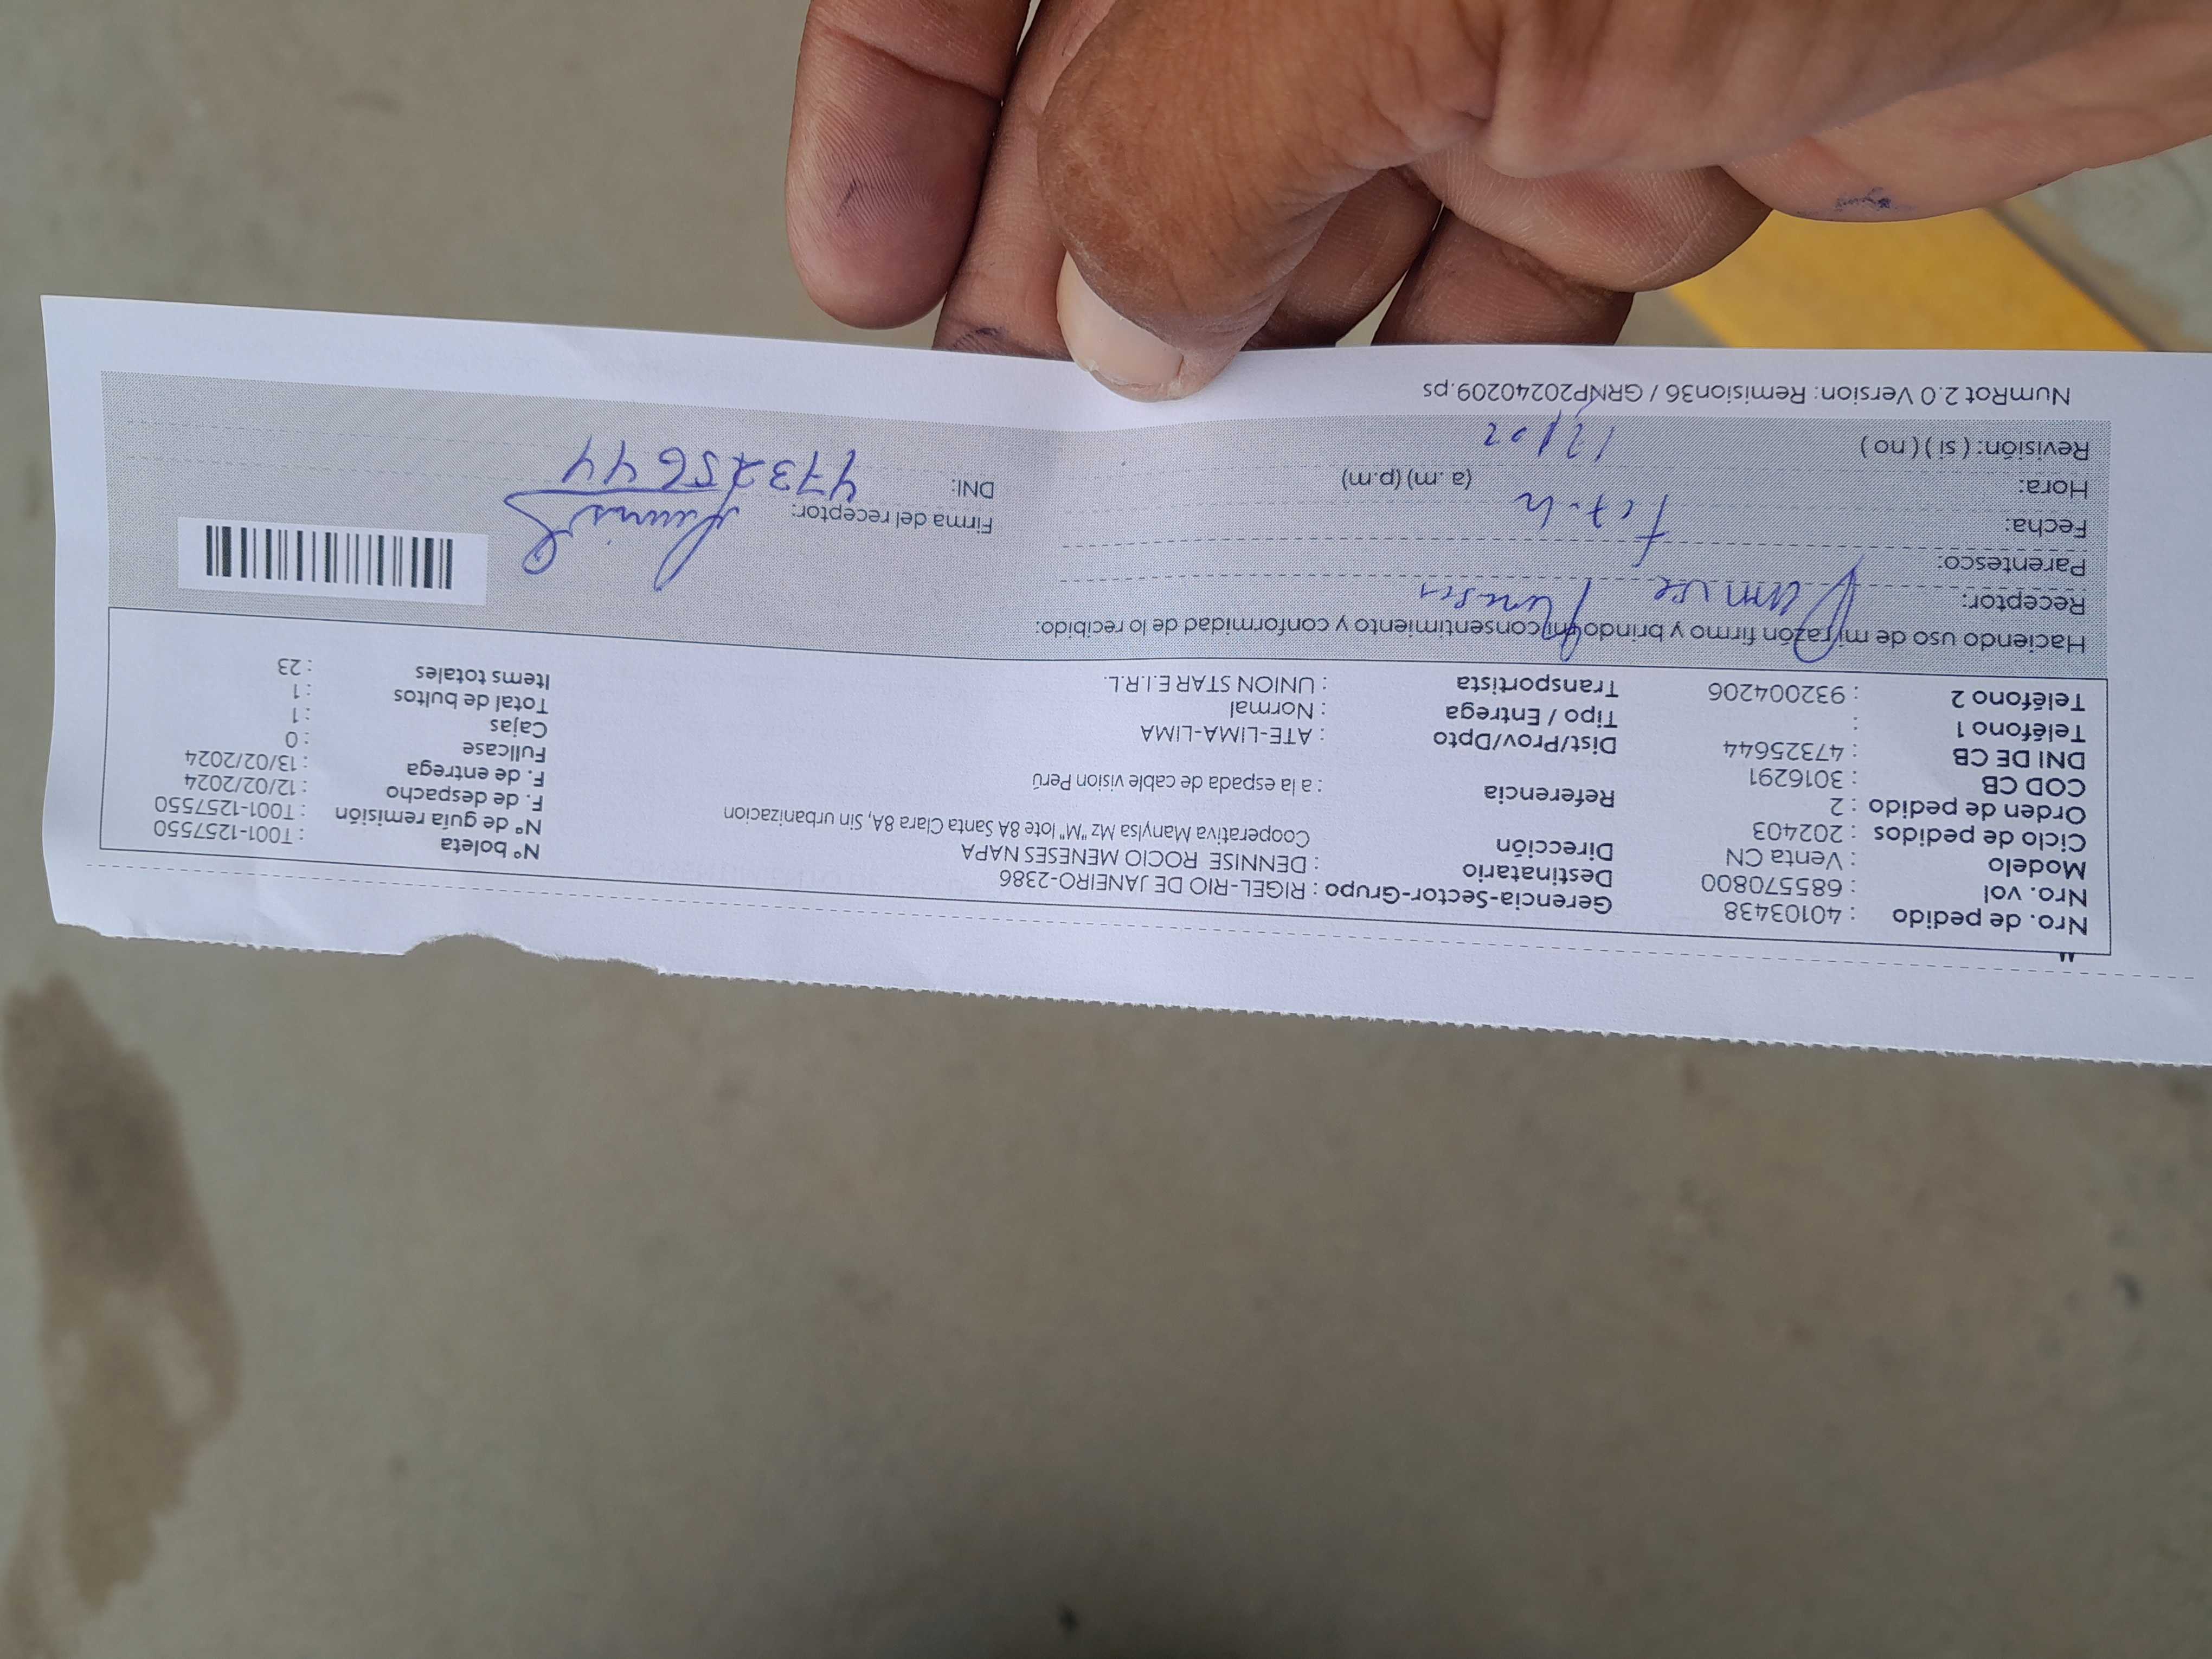 Nro. de pedido : 40103438 Gerencia-Sector-Grupo : RIGEL-RIO DE JANEIRO-2386 N° boleta : T001-1257550
Nro. vol : 685570800 Destinatario : DENNISE ROCIO MENESES NAPA N° de guía remisión : T001-1257550
Modelo : Venta CN Dirección Cooperativa Manylsa Mz "M" lote 8A Santa Clara 8A, Sin urbanizacion F. de despacho : 12/02/2024
Ciclo de pedidos : 202403 F. de entrega : 13/02/2024
Orden de pedido : 2 Referencia : a la espada de cable vision Perú Fullcase : 0
COD CB : 3016291 Cajas : 1
DNI DE CB : 47325644 Dist/Prov/Dpto : ATE-LIMA-LIMA Total de bultos : 1
Teléfono 1 : Tipo / Entrega : Normal Items totales : 23
Teléfono 2 : 932004206 Transportista : UNION STAR E.I.R.L.
Haciendo uso de mi razón firmo y brindo mi consentimiento y conformidad de lo recibido:
Receptor: Meneses
Parentesco:
Fecha: Firma del receptor:
Hora: (a.m) (p.m) DNI: 47325644
Revisión: ( si ) ( no )
NumRot 2.0 Version: Remision36 / GRNP20240209.ps